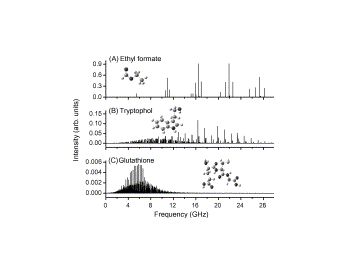 (A) Ethyl formate
0.9
0.6
0.3
0.0
(B) Tryptophol
0.15
0.10
0.05
0.00
(C)Glutathione
0.006
0.004
0.002
0.000
0 4 8 12 16 20 24 28
Frequency (GHz)
Intensity (arb. units)